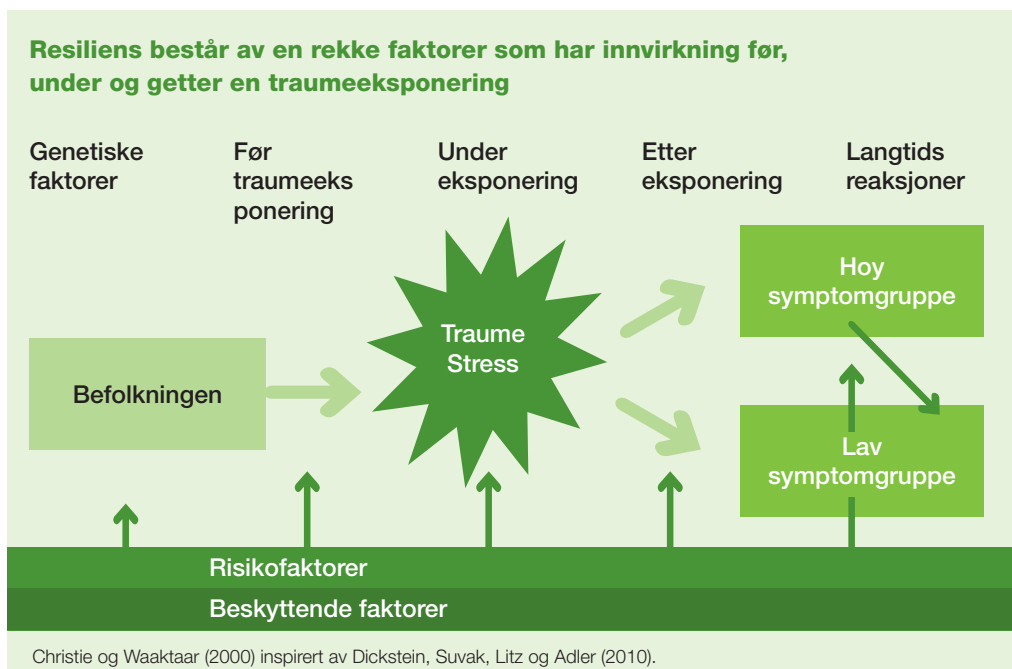 Resiliens består av en rekke faktorer som har innvirkning før,
under og getter en traumeeksponering
Genetiske
faktorer
Før
traumeeks
ponering
Under
eksponering
Etter
eksponering
Langtids
reaksjoner
Befolkningen
Traume
Stress
Hoy
symptomgruppe
Lav
symptomgruppe
Risikofaktorer
Beskyttende faktorer
Christie og Waaktaar (2000) inspirert av Dickstein, Suvak, Litz og Adler (2010).